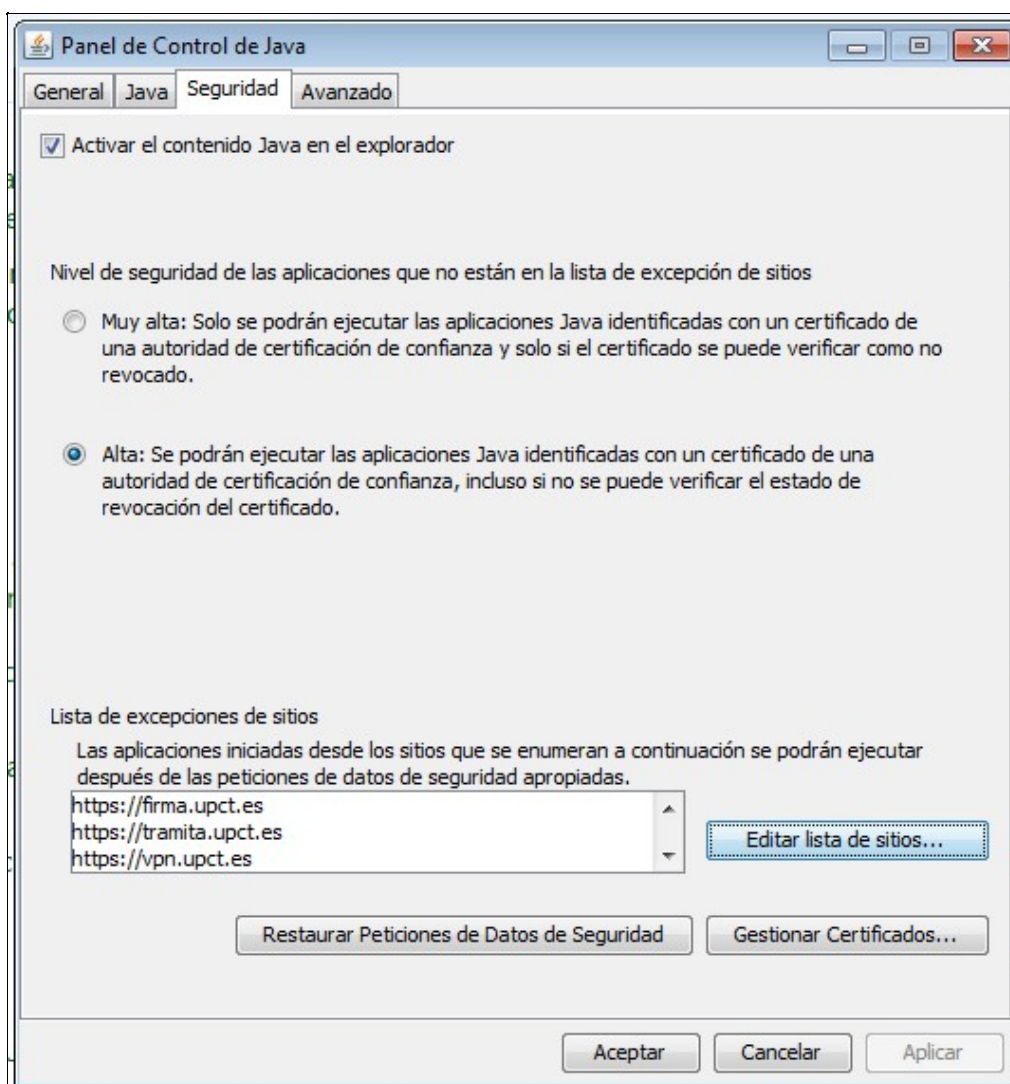 Panel de Control de Java
General Java Seguridad Avanzado
Activar el contenido Java en el explorador
Nivel de seguridad de las aplicaciones que no están en la lista de excepción de sitios
Muy alta: Solo se podrán ejecutar las aplicaciones Java identificadas con un certificado de
una autoridad de certificación de confianza y solo si el certificado se puede verificar como no
revocado.
Alta: Se podrán ejecutar las aplicaciones Java identificadas con un certificado de una
autoridad de certificación de confianza, incluso si no se puede verificar el estado de
revocación del certificado.
Lista de excepciones de sitios
Las aplicaciones iniciadas desde los sitios que se enumeran a continuación se podrán ejecutar
después de las peticiones de datos de seguridad apropiadas.
https://firma.upct.es
https://tramita.upct.es
https://vpn.upct.es
Editar lista de sitios...
Restaurar Peticiones de Datos de Seguridad Gestionar Certificados...
Aceptar Cancelar Aplicar